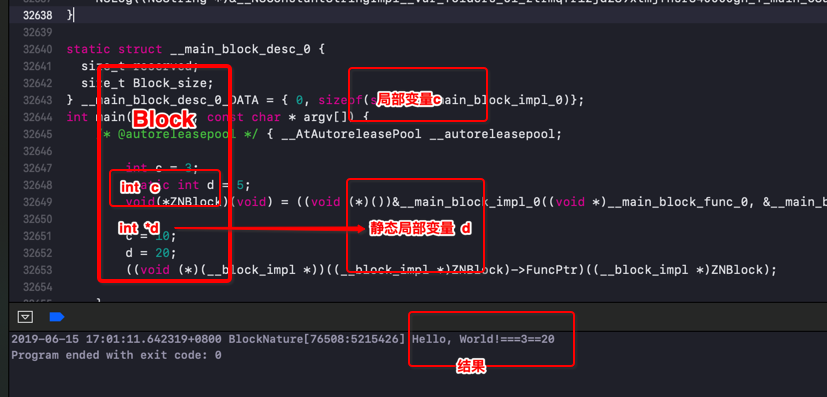 32638 }
32639
32640 static struct __main_block_desc_0 {
32641 size_t reserved;
32642 size_t Block_size;
32643 } __main_block_desc_0_DATA = { 0, sizeof(s 局部变量c main_block_impl_0)};
32644 int main( Block const char * argv[]) {
32645 * @autoreleasepool */ { __AtAutoreleasePool __autoreleasepool;
32646
32647 int c = 3;
32648 int c static int d = 5;
32649 void(*ZNBlock)(void) = ((void (*)())&__main_block_impl_0((void *)__main_block_func_0, &__main_b
32650 int *d 静态局部变量 d
32651 c = 10;
32652 d = 20;
32653 ((void (*)(__block_impl *))((__block_impl *)ZNBlock)->FuncPtr)((__block_impl *)ZNBlock);
32654
2019-06-15 17:01:11.642319+0800 BlockNature[76508:5215426] Hello, World!===3==20
Program ended with exit code: 0
结果